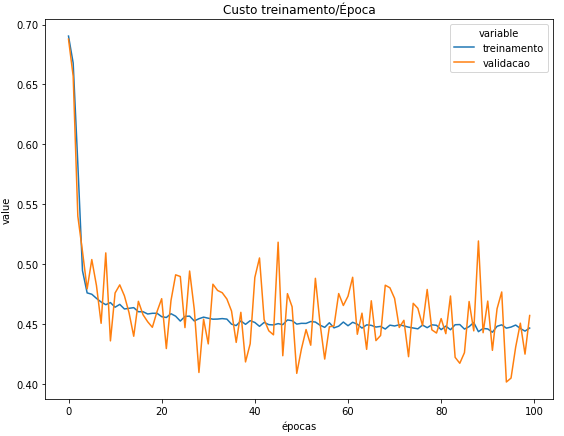 Custo treinamento/Época
variable
treinamento
validacao
value
0.70
0.65
0.60
0.55
0.50
0.45
0.40
0 20 40 60 80 100
épocas